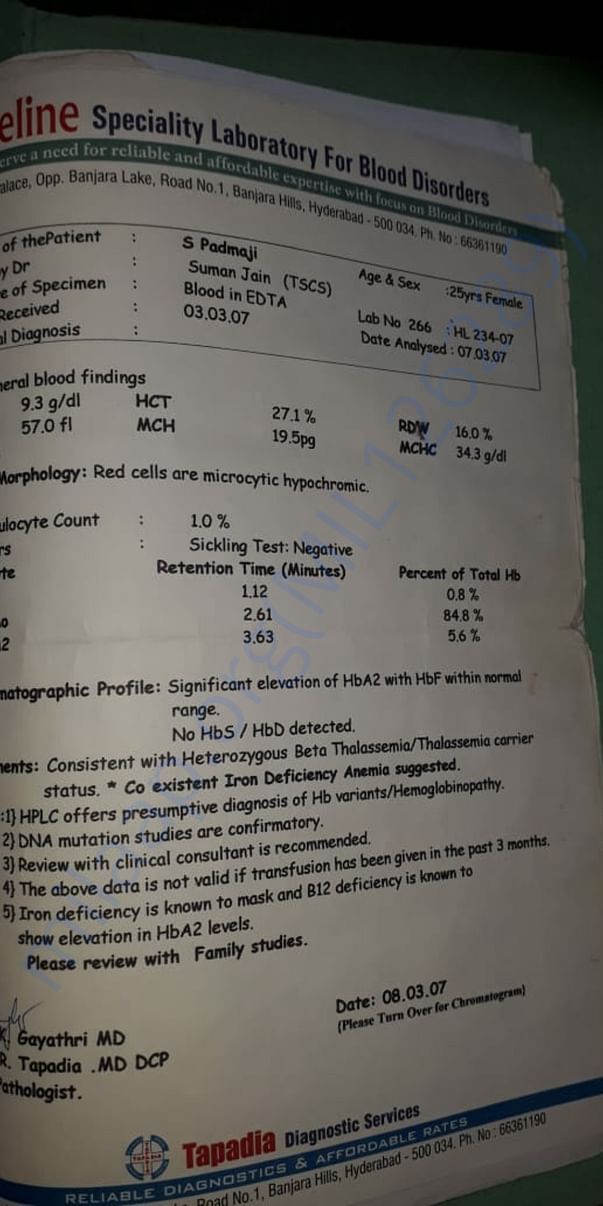 eline Speciality Laboratory For Blood Disorders
erve a need for reliable and affordable expertise with focus on Blood Disorders
alace, Opp. Banjara Lake, Road No.1, Banjara Hills, Hyderabad - 500 034. Ph. No : 66361190
of thePatient : S Padmaji Age & Sex :25yrs Female
y Dr : Suman Jain (TSCS)
e of Specimen : Blood in EDTA Lab No 266 : HL 234-07
Received : 03.03.07 Date Analysed : 07.03.07
al Diagnosis :
eral blood findings
9.3 g/dl HCT 27.1 % RDW 16.0 %
57.0 fl MCH 19.5pg MCHC 34.3 g/dl
Morphology: Red cells are microcytic hypochromic.
ulocyte Count : 1.0 %
rs : Sickling Test: Negative
te Retention Time (Minutes) Percent of Total Hb
1.12 0.8 %
o 2.61 84.8 %
2 3.63 5.6 %
matographic Profile: Significant elevation of HbA2 with HbF within normal
range.
No HbS / HbD detected.
ents: Consistent with Heterozygous Beta Thalassemia/Thalassemia carrier
status. * Co existent Iron Deficiency Anemia suggested.
:1} HPLC offers presumptive diagnosis of Hb variants/Hemoglobinopathy.
2} DNA mutation studies are confirmatory.
3} Review with clinical consultant is recommended.
4} The above data is not valid if transfusion has been given in the past 3 months.
5} Iron deficiency is known to mask and B12 deficiency is known to
show elevation in HbA2 levels.
Please review with Family studies.
Date: 08.03.07
(Please Turn Over for Chromatogram)
Gayathri MD
R. Tapadia .MD DCP
Pathologist.
TAPADIA
Tapadia Diagnostic Services
RELIABLE DIAGNOSTICS & AFFORDABLE RATES
Road No.1, Banjara Hills, Hyderabad - 500 034. Ph. No : 66361190